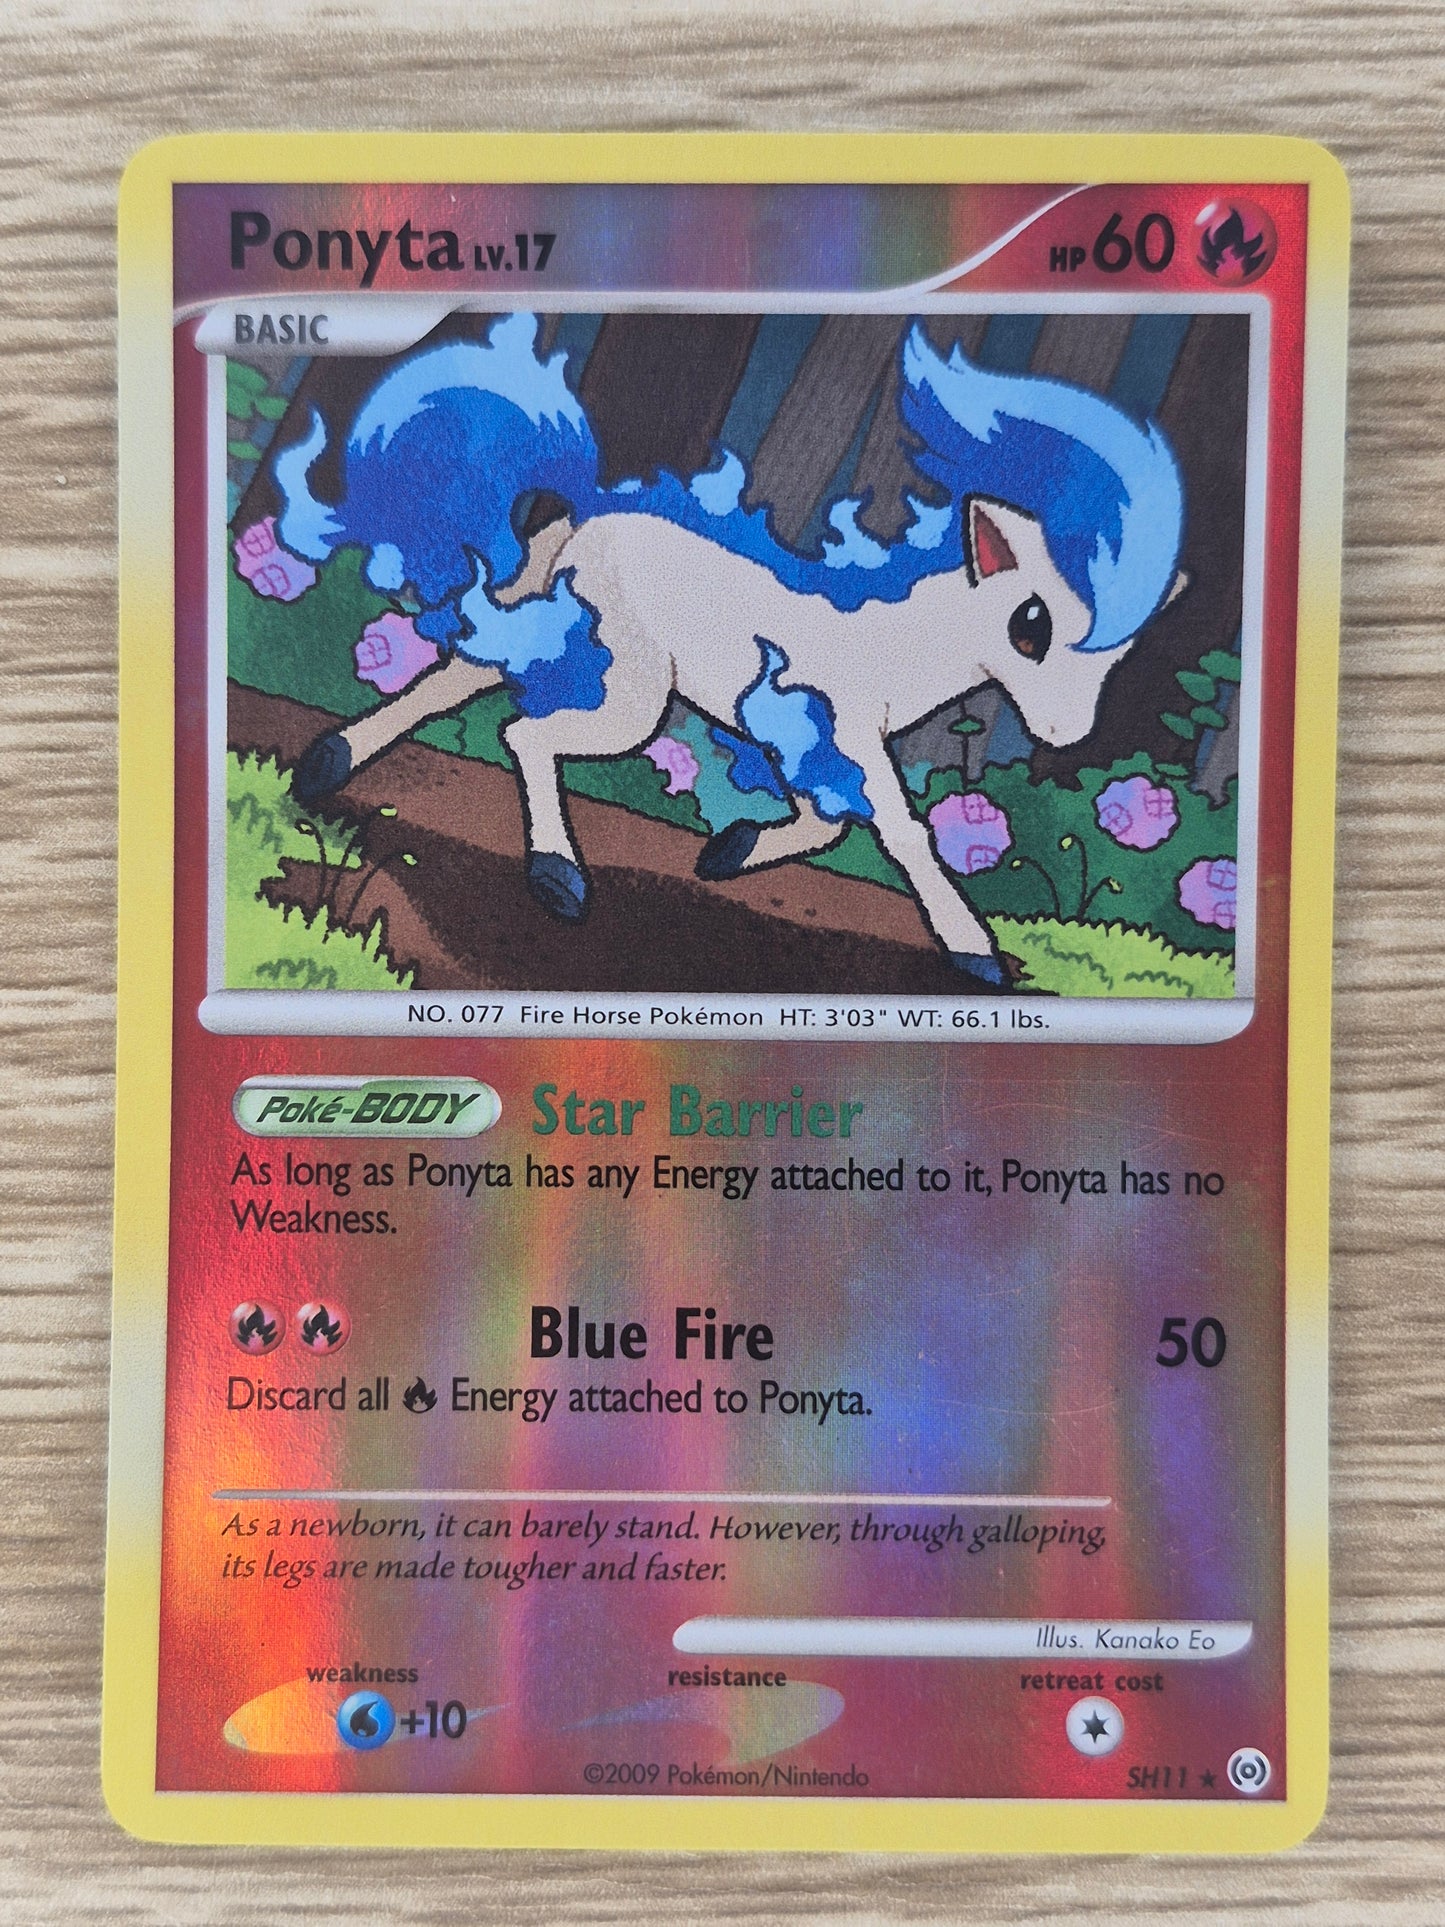 Ponyta LV.17 HP 60
BASIC
NO. 077 Fire Horse Pokémon HT: 3'03" WT: 66.1 lbs.
Poké-BODY Star Barrier
As long as Ponyta has any Energy attached to it, Ponyta has no
Weakness.
Blue Fire 50
Discard all Energy attached to Ponyta.
As a newborn, it can barely stand. However, through galloping,
its legs are made tougher and faster.
Illus. Kanako Eo
weakness resistance retreat cost
+10
©2009 Pokémon/Nintendo SH11